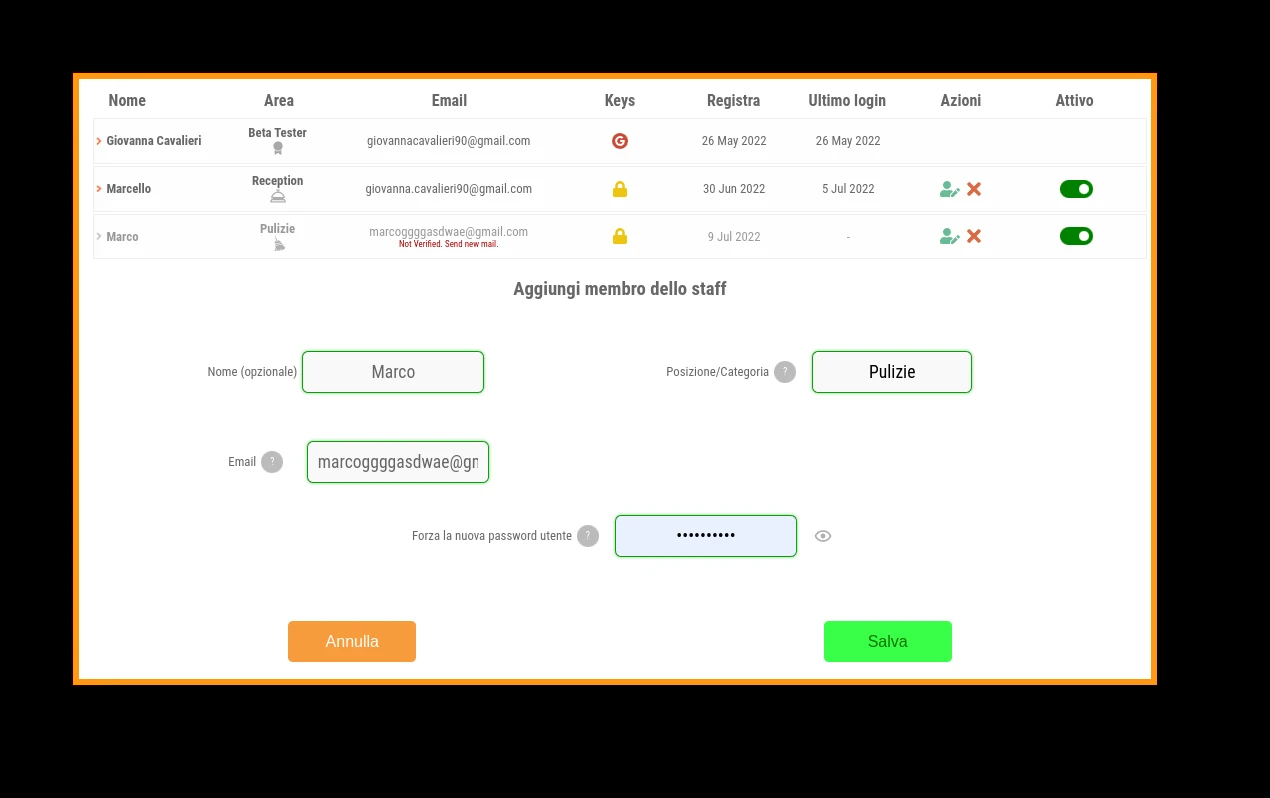 Nome Area Email Keys Registra Ultimo login Azioni Attivo
Giovanna Cavalieri Beta Tester giovannacavalieri90@gmail.com G 26 May 2022 26 May 2022
Marcello Reception giovanna.cavalieri90@gmail.com 30 Jun 2022 5 Jul 2022
Marco Pulizie marcoggggasdwae@gmail.com 9 Jul 2022 -
Not Verified. Send new mail.
Aggiungi membro dello staff
Nome (opzionale) Marco Posizione/Categoria ? Pulizie
Email ? marcoggggasdwae@gm
Forza la nuova password utente ? ••••••••••
Annulla Salva